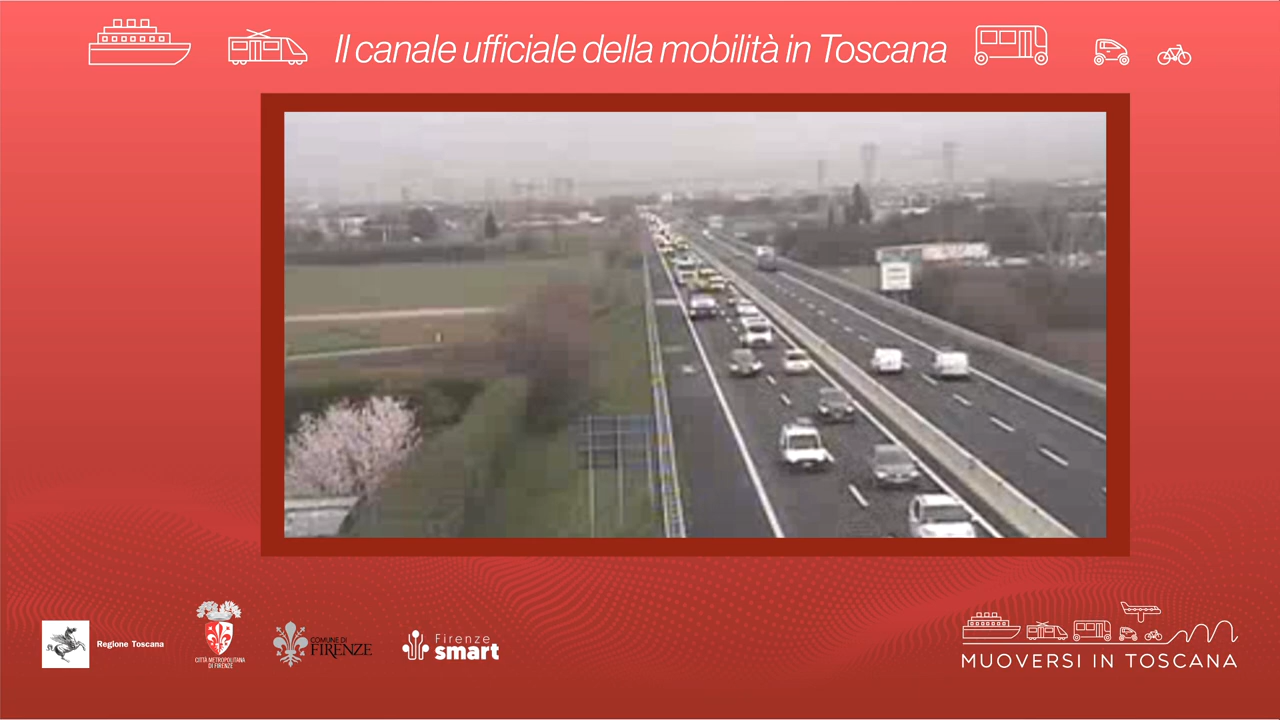 Il canale ufficiale della mobilità in Toscana
Regione Toscana
CITTÀ METROPOLITANA
DI FIRENZE
COMUNE DI
FIRENZE
Firenze
smart
MUOVERSI IN TOSCANA